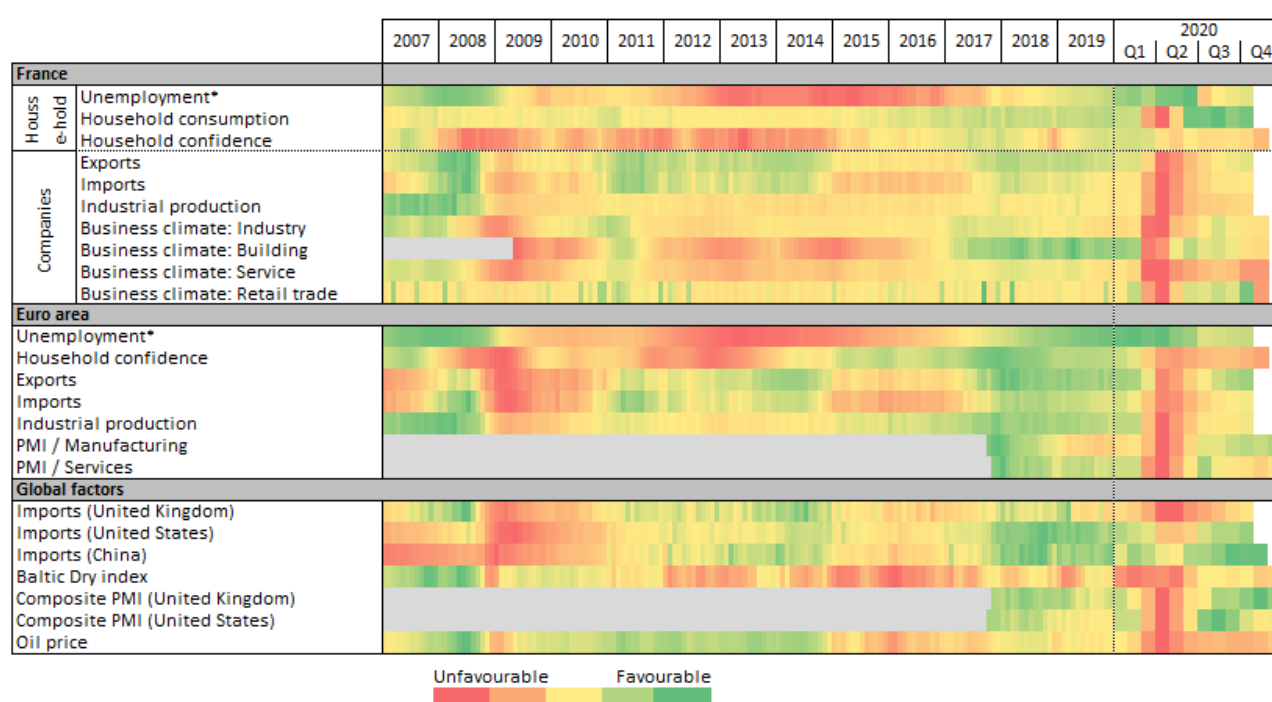 2020
2007 2008 2009 2010 2011 2012 2013 2014 2015 2016 2017 2018 2019 Q1 Q2 Q3 Q4
France
Houss
e-hold
Unemployment*
Household consumption
Household confidence
Companies
Exports
Imports
Industrial production
Business climate: Industry
Business climate: Building
Business climate: Service
Business climate: Retail trade
Euro area
Unemployment*
Household confidence
Exports
Imports
Industrial production
PMI / Manufacturing
PMI / Services
Global factors
Imports (United Kingdom)
Imports (United States)
Imports (China)
Baltic Dry index
Composite PMI (United Kingdom)
Composite PMI (United States)
Oil price
Unfavourable Favourable